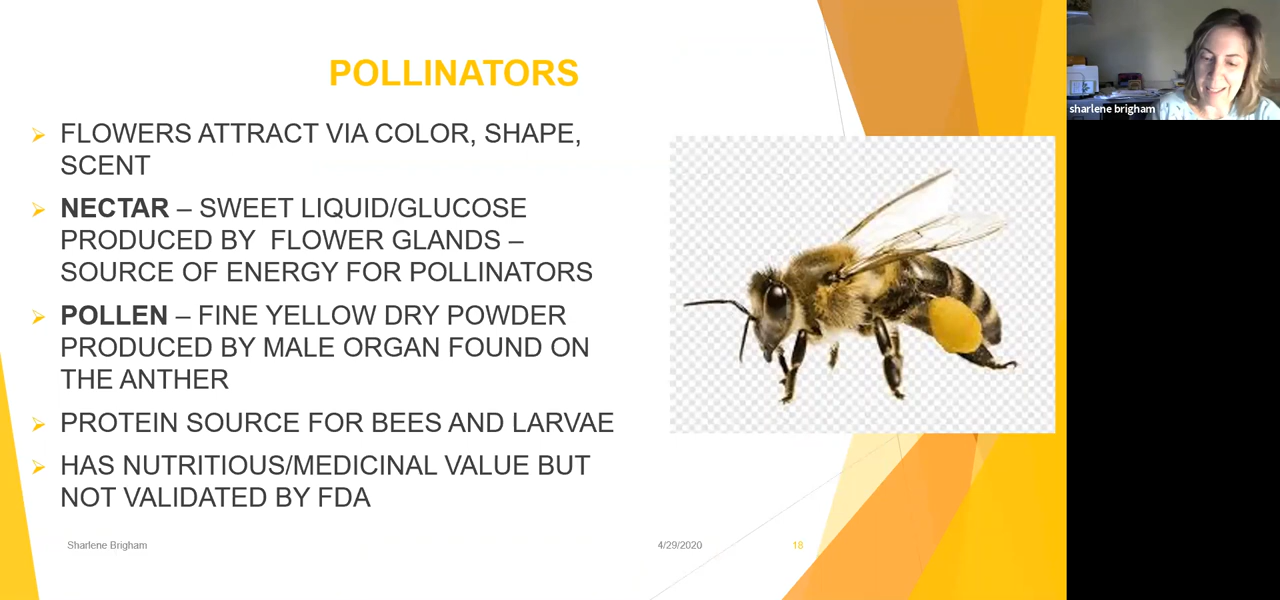 POLLINATORS
FLOWERS ATTRACT VIA COLOR, SHAPE,
SCENT
NECTAR – SWEET LIQUID/GLUCOSE
PRODUCED BY  FLOWER GLANDS –
SOURCE OF ENERGY FOR POLLINATORS
POLLEN – FINE YELLOW DRY POWDER
PRODUCED BY MALE ORGAN FOUND ON
THE ANTHER
PROTEIN SOURCE FOR BEES AND LARVAE
HAS NUTRITIOUS/MEDICINAL VALUE BUT
NOT VALIDATED BY FDA
Sharlene Brigham
4/29/2020
18
sharlene brigham